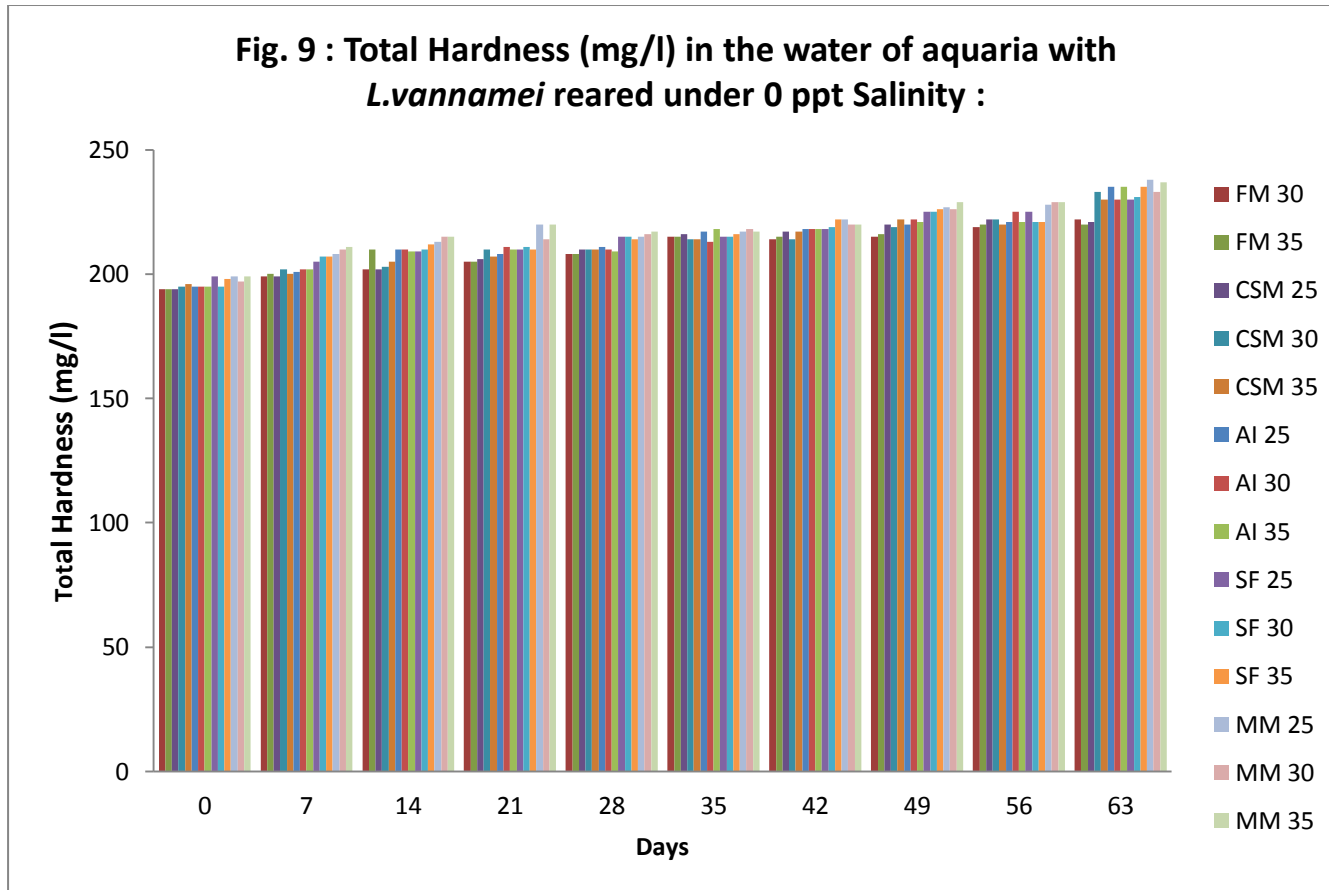 Fig. 9 : Total Hardness (mg/l) in the water of aquaria with
L.vannamei reared under 0 ppt Salinity :
Total Hardness (mg/l)
250
200
150
100
50
0
0 7 14 21 28 35 42 49 56 63
Days
FM 30
FM 35
CSM 25
CSM 30
CSM 35
AI 25
AI 30
AI 35
SF 25
SF 30
SF 35
MM 25
MM 30
MM 35